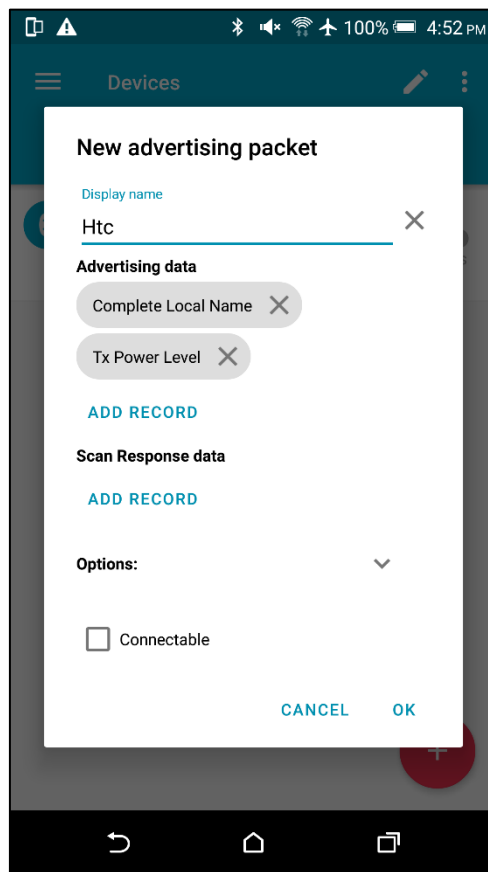 100% 4:52 PM
Devices
New advertising packet
Display name
Htc
Advertising data
Complete Local Name
Tx Power Level
ADD RECORD
Scan Response data
ADD RECORD
Options:
Connectable
CANCEL OK